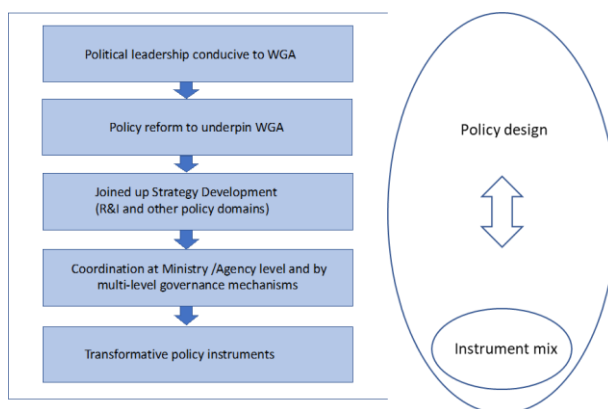 Political leadership conducive to WGA
Policy reform to underpin WGA
Joined up Strategy Development
(R&I and other policy domains)
Coordination at Ministry /Agency level and by
multi-level governance mechanisms
Transformative policy instruments
Policy design
Instrument mix